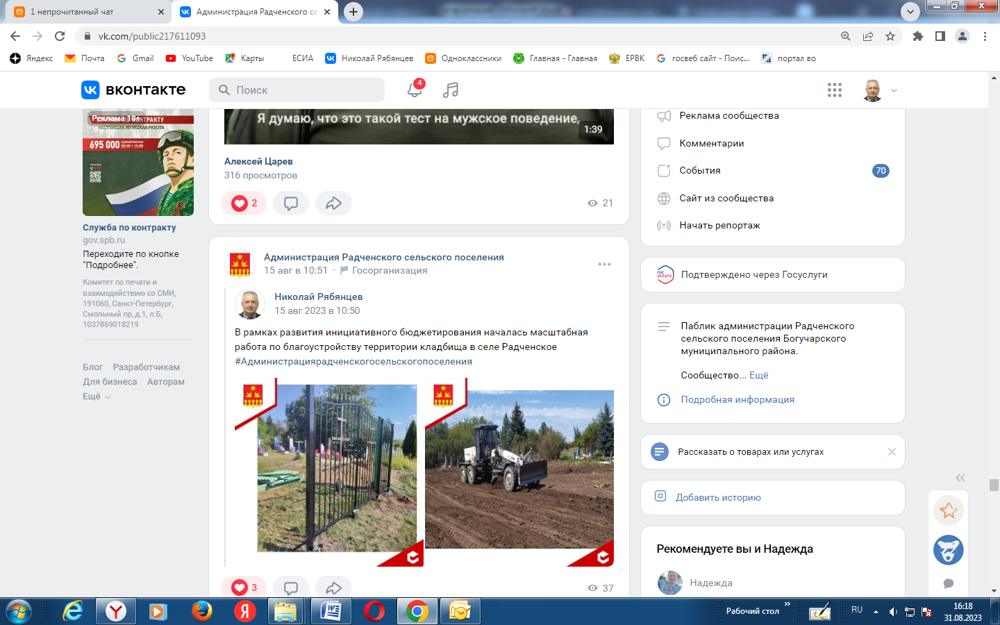 1 непрочитанный чат
Администрация Радченского се
vk.com/public217611093
Яндекс
Почта
Gmail
YouTube
Карты
ЕСИА
Николай Рябянцев
Одноклассники
Главная - Главная
ЕРВК
госвеб сайт - Поис...
портал во
вконтакте
Поиск
4
Реклама 18+
СЛУЖБА ПО КОНТРАКТУ
НАСТОЯЩАЯ МУЖСКАЯ РАБОТА
695 000
Служба по контракту
gov.spb.ru
Переходите по кнопке
"Подробнее".
Комитет по печати и
взаимодействию со СМИ,
191060, Санкт-Петербург,
Смольный пр, д.1, л.Б,
1037869018219
Блог Разработчикам
Для бизнеса Авторам
Ещё
Я думаю, что это такой тест на мужское поведение,
1:39
Алексей Царев
316 просмотров
2
21
Администрация Радченского сельского поселения
15 авг в 10:51 · Госорганизация
Николай Рябянцев
15 авг 2023 в 10:50
В рамках развития инициативного бюджетирования началась масштабная
работа по благоустройству территории кладбища в селе Радченское
#Администрациярадченскогосельскогопоселения
3
37
Реклама сообщества
Комментарии
События
70
Сайт из сообщества
Начать репортаж
гос
услуги
Подтверждено через Госуслуги
Паблик администрации Радченского
сельского поселения Богучарского
муниципального района.
Сообщество... Ещё
Подробная информация
Рассказать о товарах или услугах
Добавить историю
Рекомендуете вы и Надежда
Надежда
Рабочий стол
RU
16:18
31.08.2023